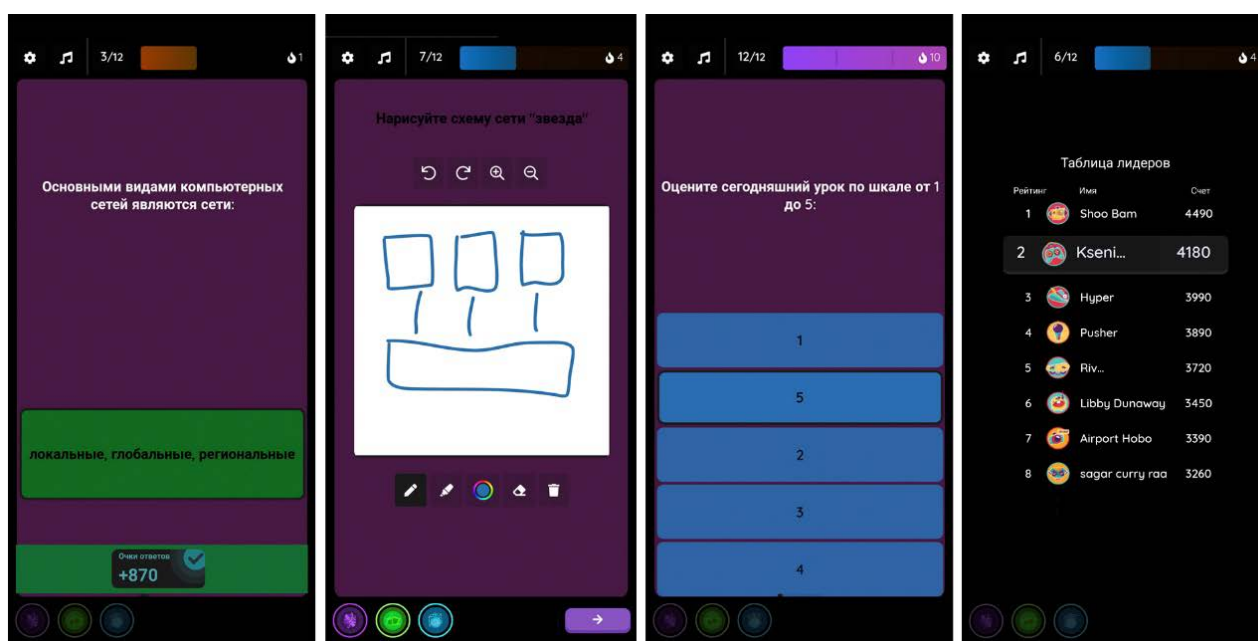 3/12
1
Основными видами компьютерных
сетей являются сети:
локальные, глобальные, региональные
Очки ответов
+870
7/12
4
Нарисуйте схему сети "звезда"
12/12
10
Оцените сегодняшний урок по шкале от 1
до 5:
1
5
2
3
4
6/12
4
Таблица лидеров
Рейтинг Имя Счет
1 Shoo Bam 4490
2 Kseni... 4180
3 Hyper 3990
4 Pusher 3890
5 Riv... 3720
6 Libby Dunaway 3450
7 Airport Hobo 3390
8 sagar curry raa 3260